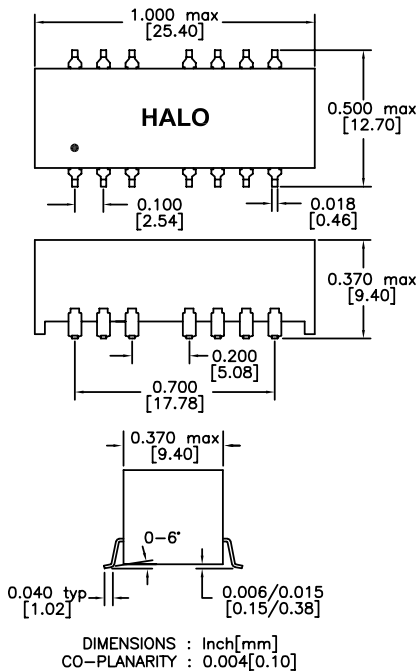 1.000 max
[25.40]
HALO
0.500 max
[12.70]
0.100
[2.54]
0.018
[0.46]
0.370 max
[9.40]
0.200
[5.08]
0.700
[17.78]
0.370 max
[9.40]
0-6°
0.040 typ
[1.02]
0.006/0.015
[0.15/0.38]
DIMENSIONS : Inch[mm]
CO-PLANARITY : 0.004[0.10]